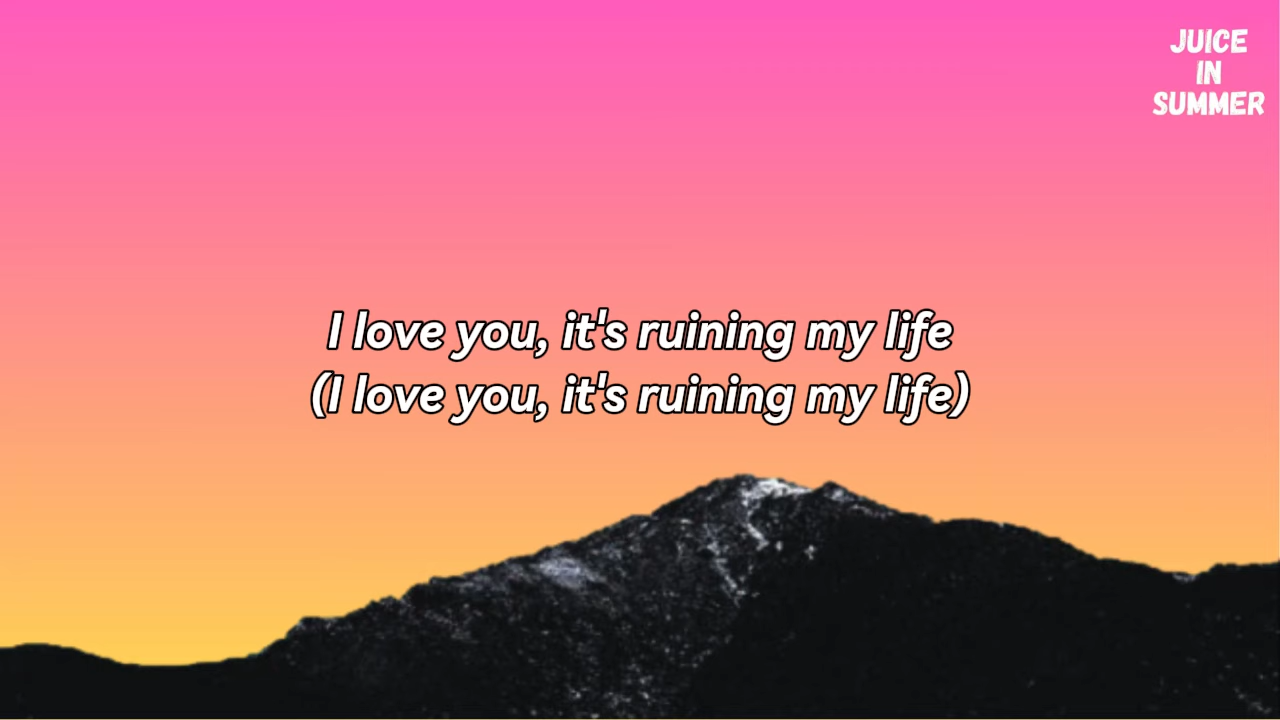 JUICE
IN
SUMMER
I love you, it's ruining my life
(I love you, it's ruining my life)